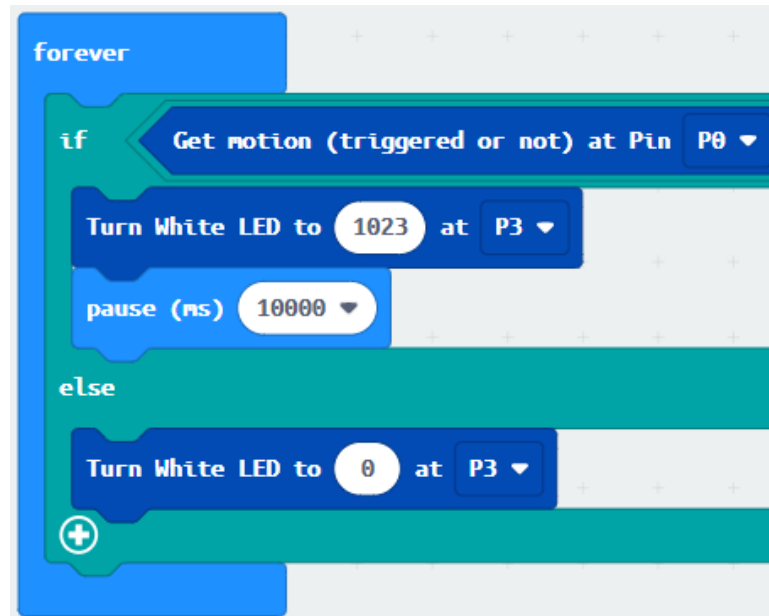 forever
if Get motion (triggered or not) at Pin P0
Turn White LED to 1023 at P3
pause (ms) 10000
else
Turn White LED to 0 at P3